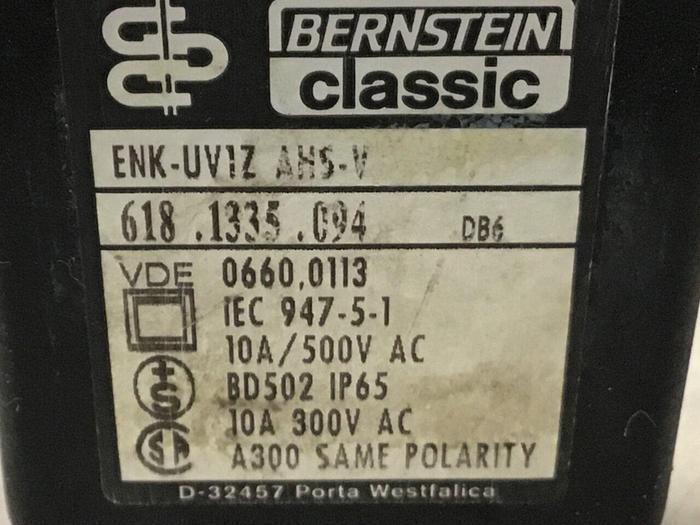 BERNSTEIN
classic
ENK-UV1Z AHS-V
618.1335.094 DB6
VDE 0660,0113
IEC 947-5-1
10A/500V AC
+S BD502 IP65
10A 300V AC
SA A300 SAME POLARITY
D-32457 Porta Westfalica